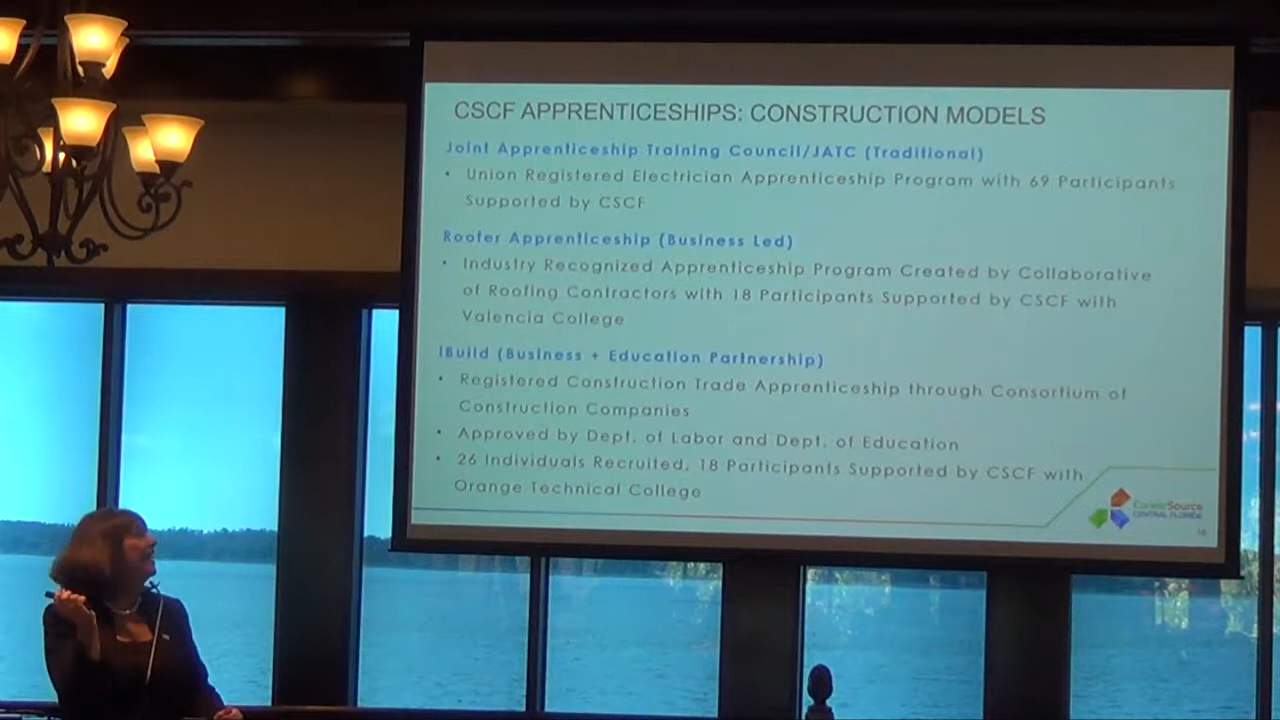 CSCF APPRENTICESHIPS: CONSTRUCTION MODELS
Joint Apprenticeship Training Council/JATC (Traditional)
• Union Registered Electrician Apprenticeship Program with 69 Participants
Supported by CSCF
Roofer Apprenticeship (Business Led)
• Industry Recognized Apprenticeship Program Created by Collaborative
of Roofing Contractors with 18 Participants Supported by CSCF with
Valencia College
IBuild (Business + Education Partnership)
• Registered Construction Trade Apprenticeship through Consortium of
Construction Companies
• Approved by Dept. of Labor and Dept. of Education
• 26 Individuals Recruited, 18 Participants Supported by CSCF with
Orange Technical College
CareerSource
CENTRAL FLORIDA